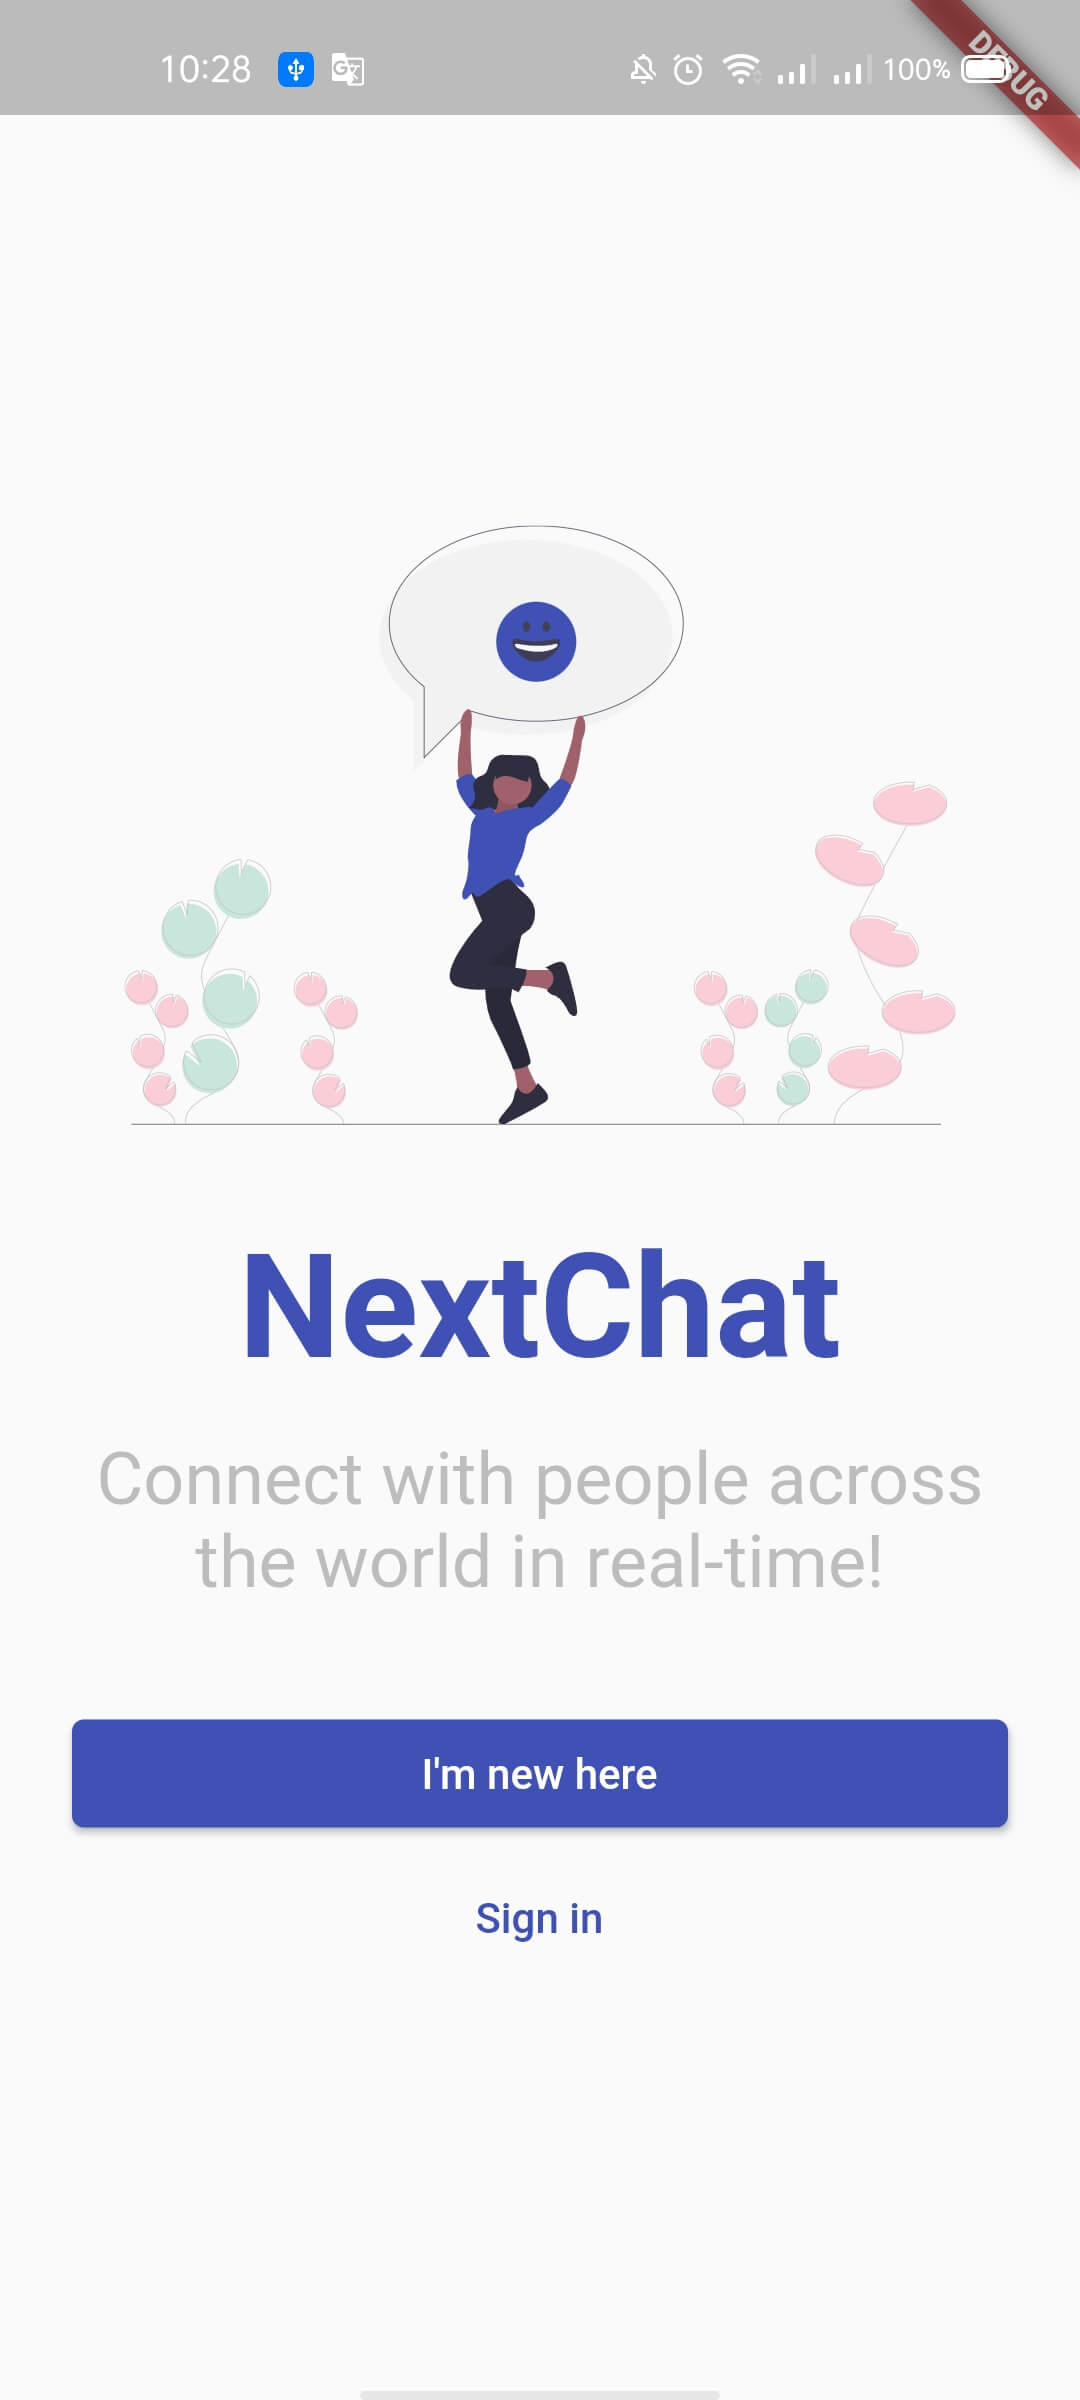 10:28
100%
DEBUG
NextChat
Connect with people across
the world in real-time!
I'm new here
Sign in